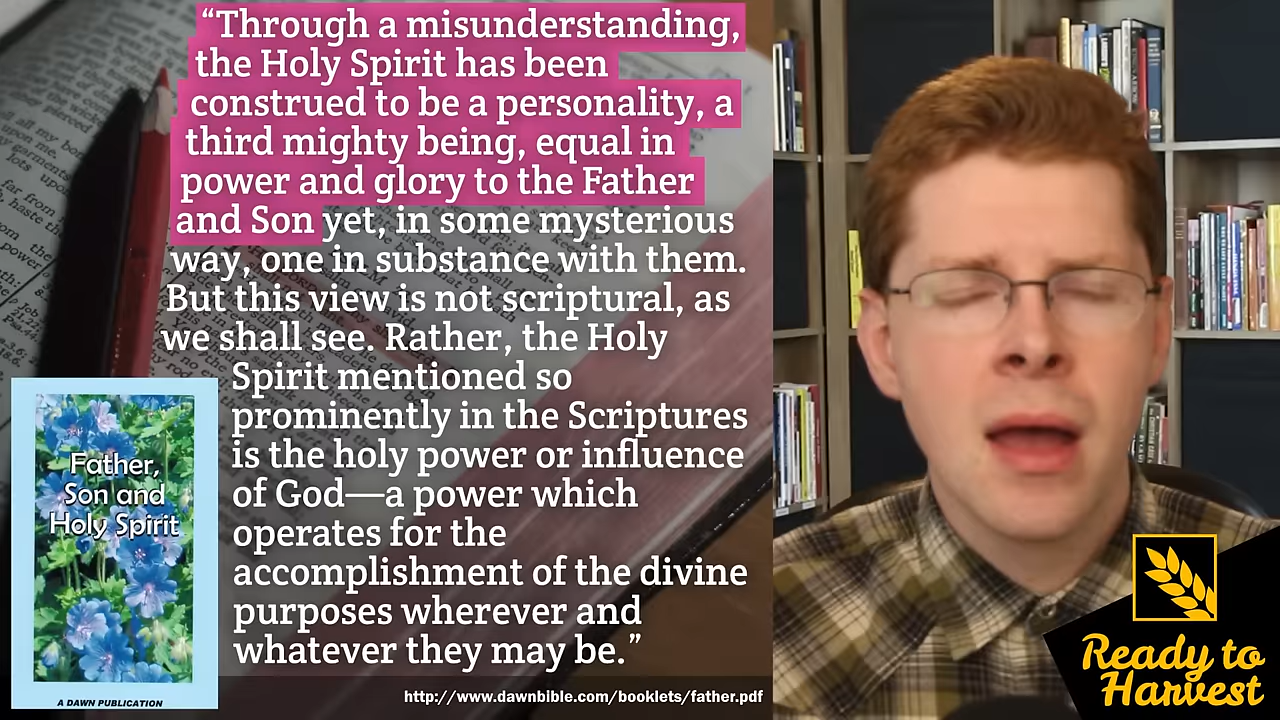 “Through a misunderstanding,
the Holy Spirit has been
construed to be a personality, a
third mighty being, equal in
power and glory to the Father
and Son yet, in some mysterious
way, one in substance with them.
But this view is not scriptural, as
we shall see. Rather, the Holy
Spirit mentioned so
prominently in the Scriptures
is the holy power or influence
of God—a power which
operates for the
accomplishment of the divine
purposes wherever and
whatever they may be.”
Father,
Son and
Holy Spirit
A DAWN PUBLICATION
http://www.dawnbible.com/booklets/father.pdf
Ready to
Harvest